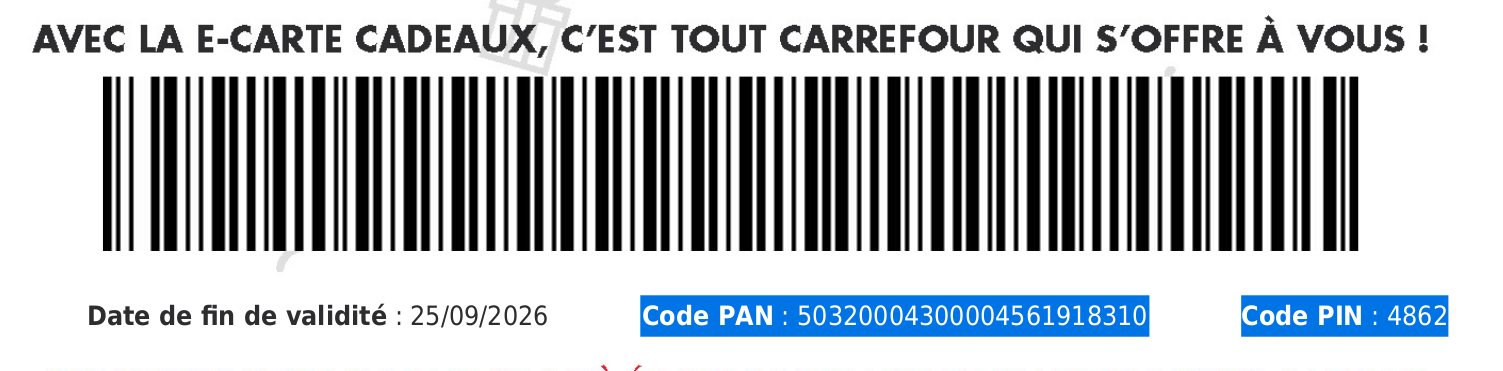 AVEC LA E-CARTE CADEAUX, C’EST TOUT CARREFOUR QUI S’OFFRE À VOUS !
Date de fin de validité : 25/09/2026 Code PAN : 50320004300004561918310 Code PIN : 4862